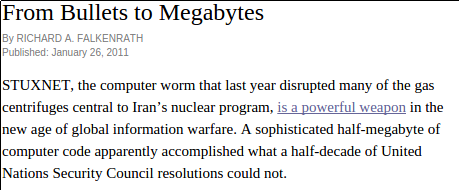 From Bullets to Megabytes
By RICHARD A. FALKENRATH
Published: January 26, 2011
STUXNET, the computer worm that last year disrupted many of the gas
centrifuges central to Iran’s nuclear program, is a powerful weapon in the
new age of global information warfare. A sophisticated half-megabyte of
computer code apparently accomplished what a half-decade of United
Nations Security Council resolutions could not.